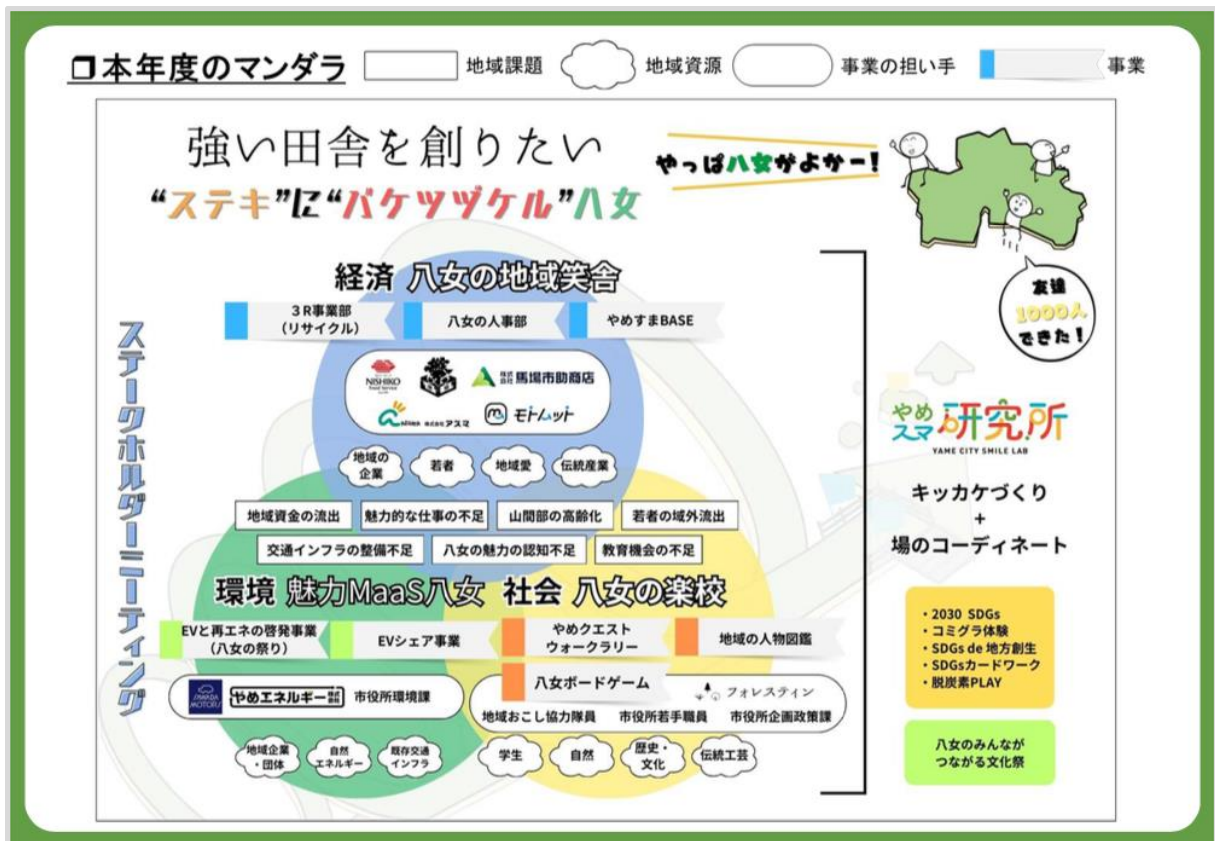 ❒本年度のマンダラ
地域課題
地域資源
事業の担い手
事業
強い田舎を創りたい
“ステキ”に“バケツヅケル”八女
やっぱ八女がよかー!
友達
1000人
できた!
ステークホルダーミーティング
経済 八女の地域笑舎
3R事業部
(リサイクル)
八女の人事部
やめすまBASE
NISHIKO
株式会社 馬場市助商店
株式会社アスマ
モトムット
地域の
企業
若者
地域愛
伝統産業
地域資金の流出
魅力的な仕事の不足
山間部の高齢化
若者の域外流出
交通インフラの整備不足
八女の魅力の認知不足
教育機会の不足
環境 魅力MaaS八女
社会 八女の楽校
EVと再エネの啓発事業
(八女の祭り)
EVシェア事業
やめクエスト
ウォークラリー
地域の人物図鑑
八女ボードゲーム
SAWADA
MOTORS
やめエネルギー株式会社
市役所環境課
フォレスティン
地域おこし協力隊員
市役所若手職員
市役所企画政策課
地域企業
・団体
自然
エネルギー
既存交通
インフラ
学生
自然
歴史・
文化
伝統工芸
やめスマ研究所
YAME CITY SMILE LAB
キッカケづくり
+
場のコーディネート
・2030 SDGs
・コミグラ体験
・SDGs de 地方創生
・SDGsカードワーク
・脱炭素PLAY
八女のみんなが
つながる文化祭